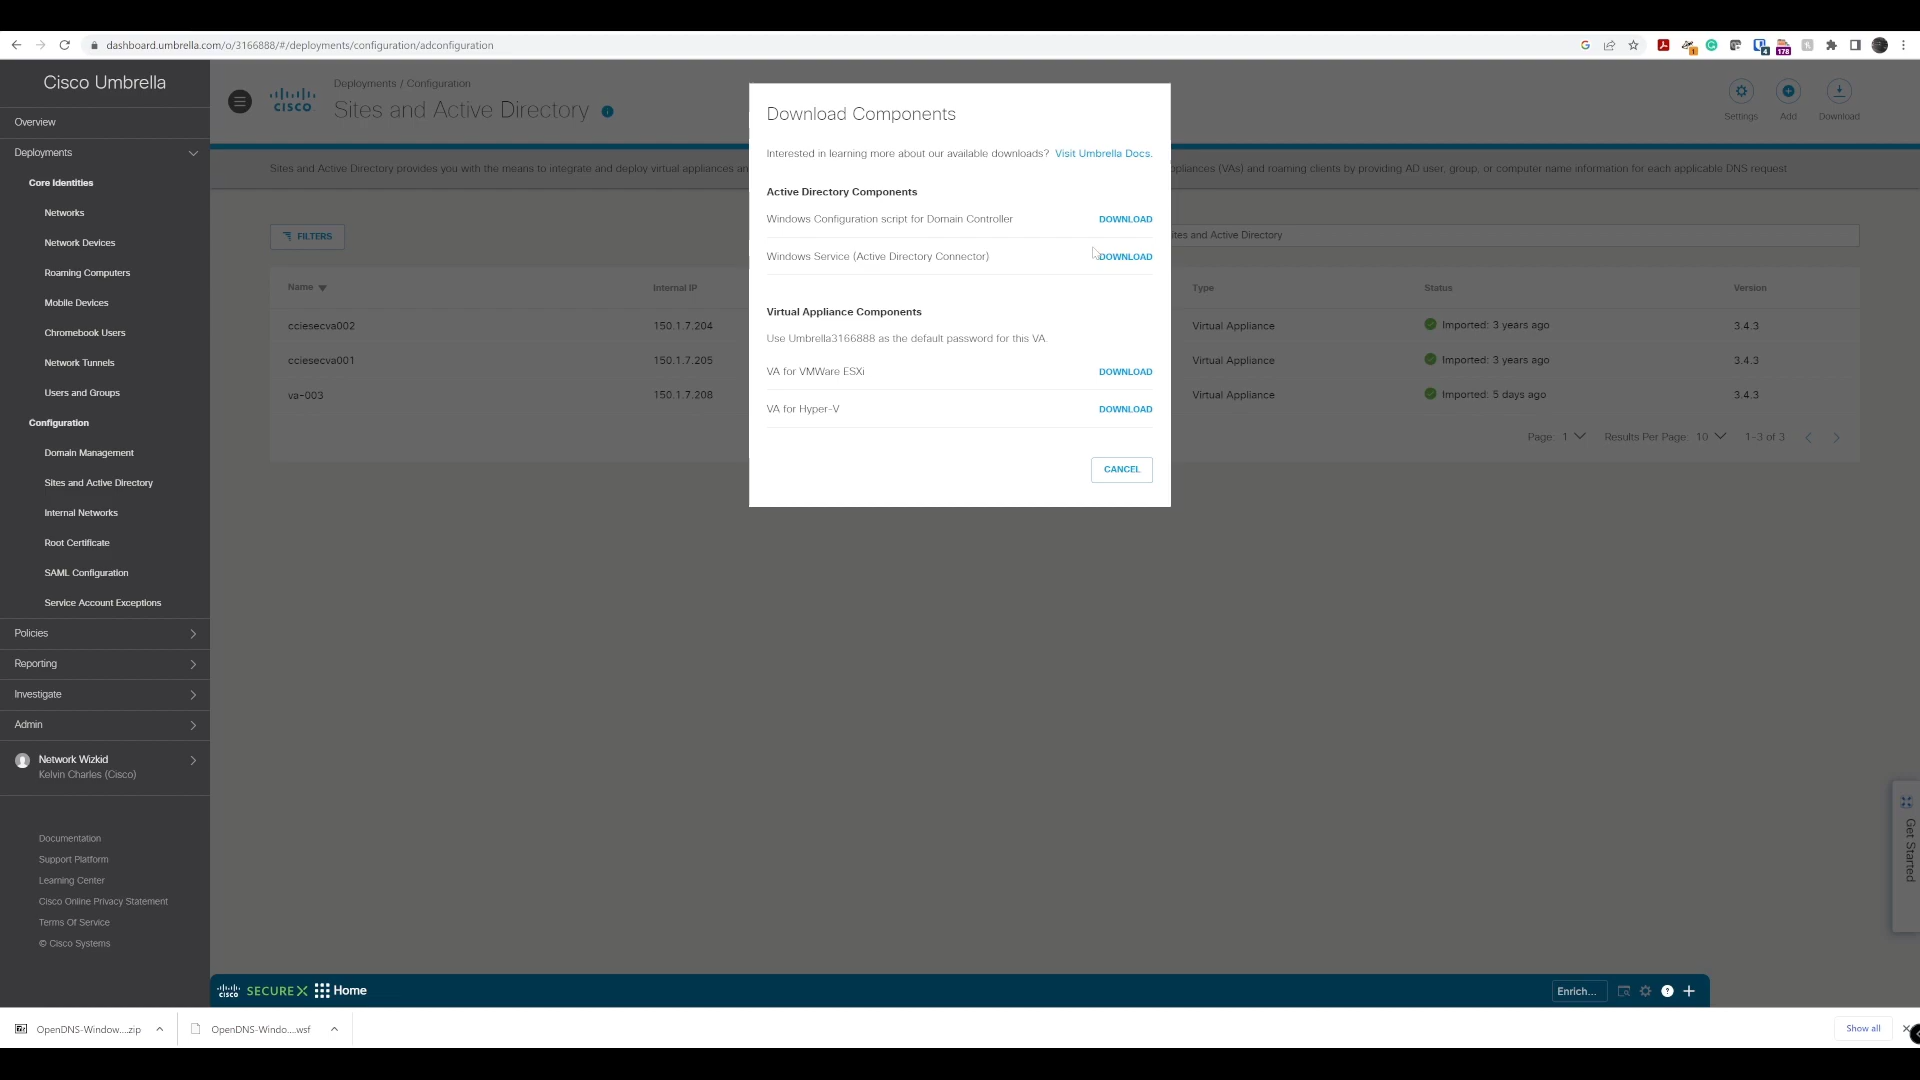 dashboard.umbrella.com/o/3166888/#/deployments/configuration/adconfiguration
1
4
178
Cisco Umbrella
Overview
Deployments
Core Identities
Networks
Network Devices
Roaming Computers
Mobile Devices
Chromebook Users
Network Tunnels
Users and Groups
Configuration
Domain Management
Sites and Active Directory
Internal Networks
Root Certificate
SAML Configuration
Service Account Exceptions
Policies
Reporting
Investigate
Admin
Network Wizkid
Kelvin Charles (Cisco)
Documentation
Support Platform
Learning Center
Cisco Online Privacy Statement
Terms Of Service
© Cisco Systems
CISCO
Deployments / Configuration
Sites and Active Directory
Settings
Add
Download
Sites and Active Directory provides you with the means to integrate and deploy virtual appliances
(VAs) and roaming clients by providing AD user, group, or computer name information for each applicable DNS request
FILTERS
and Active Directory
Name Internal IP Type Status Version
cciesecva002 150.1.7.204 Virtual Appliance Imported: 3 years ago 3.4.3
cciesecva001 150.1.7.205 Virtual Appliance Imported: 3 years ago 3.4.3
va-003 150.1.7.208 Virtual Appliance Imported: 5 days ago 3.4.3
Page: 1 Results Per Page: 10 1-3 of 3
Download Components
Interested in learning more about our available downloads? Visit Umbrella Docs.
Active Directory Components
Windows Configuration script for Domain Controller DOWNLOAD
Windows Service (Active Directory Connector) DOWNLOAD
Virtual Appliance Components
Use Umbrella3166888 as the default password for this VA.
VA for VMWare ESXi DOWNLOAD
VA for Hyper-V DOWNLOAD
CANCEL
Get Started
CISCO SECUREX Home
Enrich...
OpenDNS-Window....zip
OpenDNS-Windo....wsf
Show all